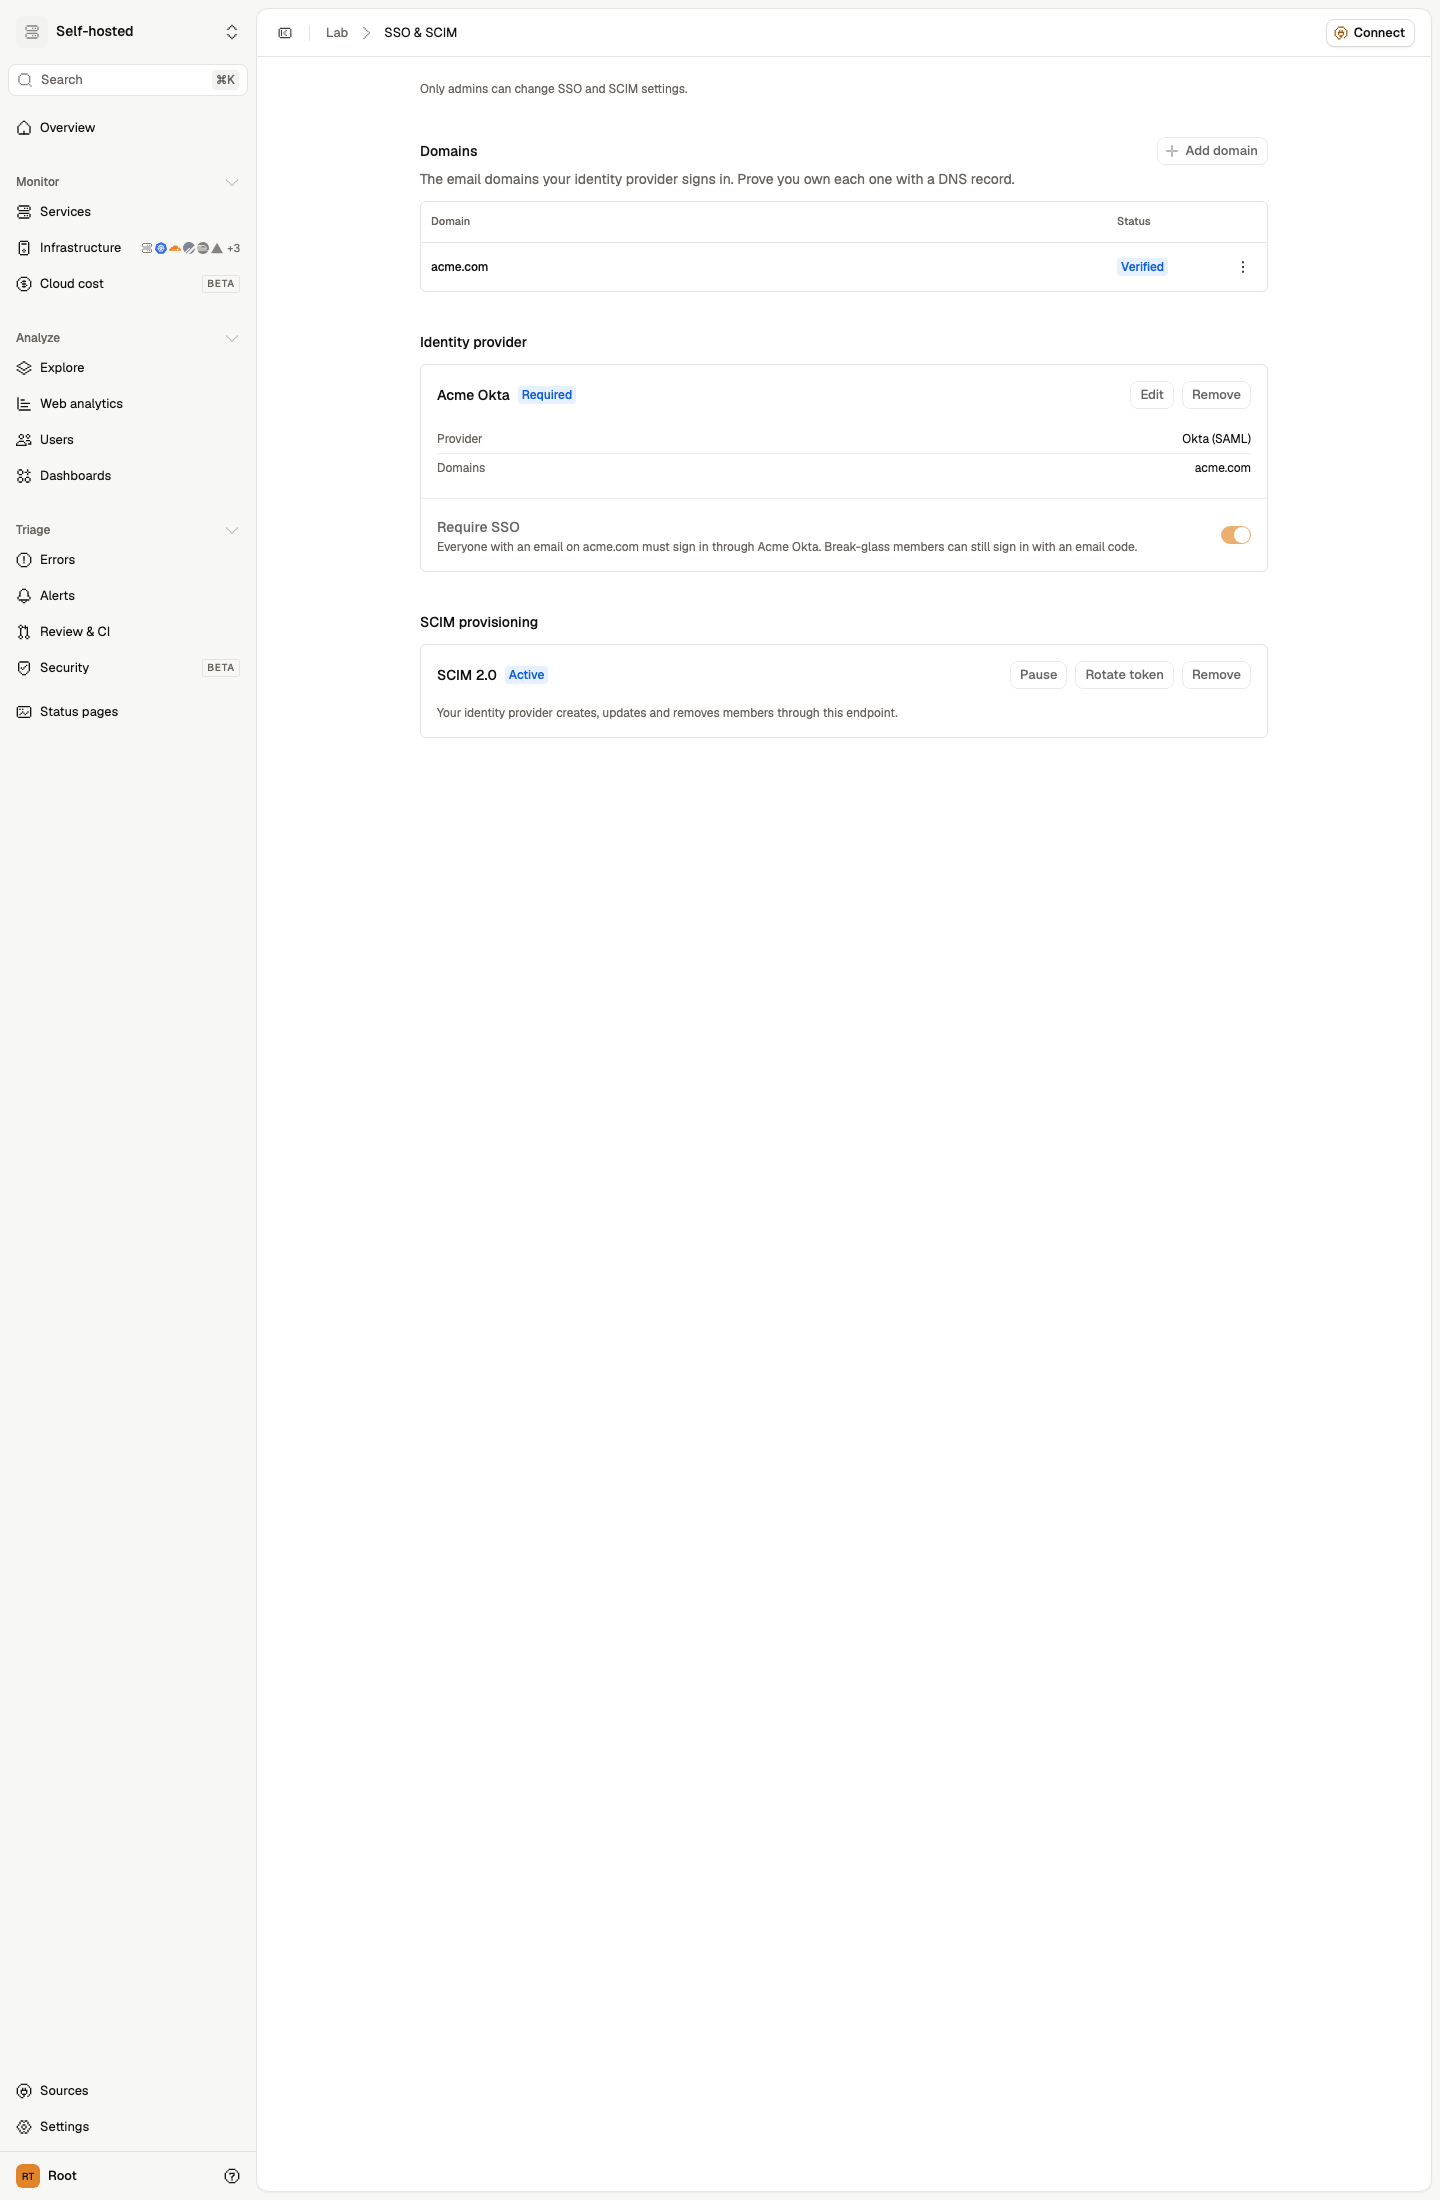 Self-hosted
Search ⌘K
Overview
Monitor
Services
Infrastructure +3
Cloud cost BETA
Analyze
Explore
Web analytics
Users
Dashboards
Triage
Errors
Alerts
Review & CI
Security BETA
Status pages
Sources
Settings
RT Root
Lab SSO & SCIM Connect
Only admins can change SSO and SCIM settings.
Domains Add domain
The email domains your identity provider signs in. Prove you own each one with a DNS record.
Domain Status
acme.com Verified
Identity provider
Acme Okta Required Edit Remove
Provider Okta (SAML)
Domains acme.com
Require SSO
Everyone with an email on acme.com must sign in through Acme Okta. Break-glass members can still sign in with an email code.
SCIM provisioning
SCIM 2.0 Active Pause Rotate token Remove
Your identity provider creates, updates and removes members through this endpoint.